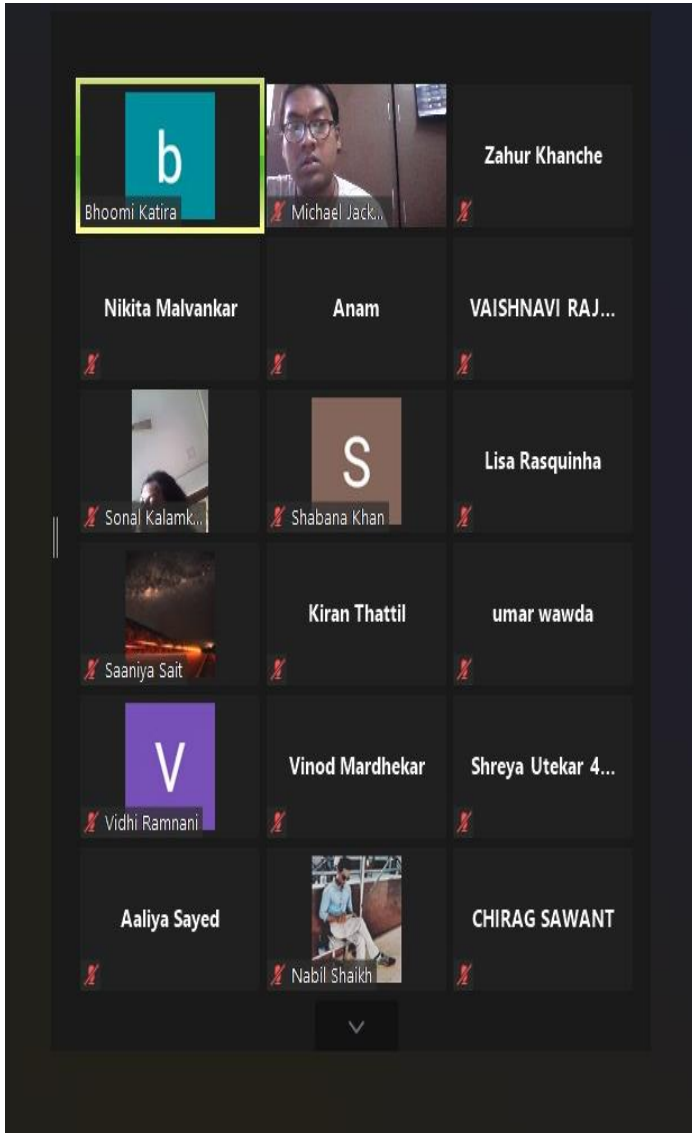 b
Bhoomi Katira
Michael Jack...
Zahur Khanche
Nikita Malvankar
Anam
VAISHNAVI RAJ...
Sonal Kalamk...
S
Shabana Khan
Lisa Rasquinha
Saaniya Sait
Kiran Thattil
umar wawda
V
Vidhi Ramnani
Vinod Mardhekar
Shreya Utekar 4...
Aaliya Sayed
Nabil Shaikh
CHIRAG SAWANT